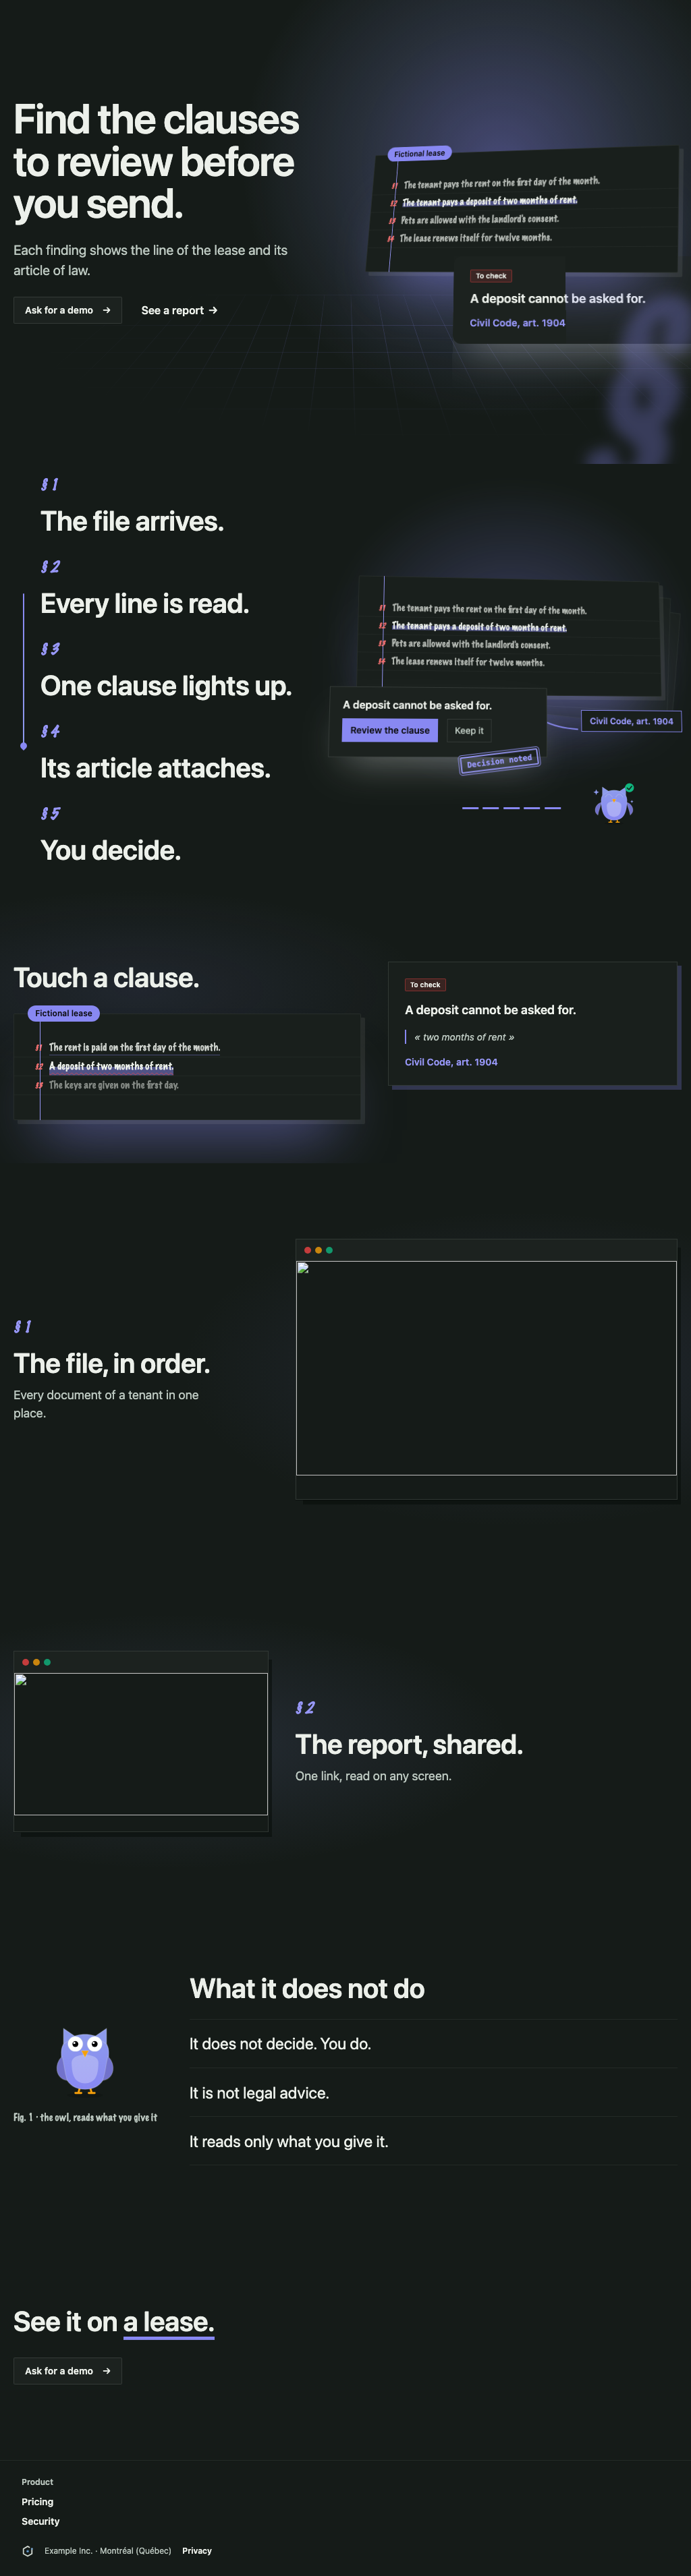 Find the clauses
to review before
you send.
Each finding shows the line of the lease and its
article of law.
Ask for a demo →
See a report →
Fictional lease
11 The tenant pays the rent on the first day of the month.
12 The tenant pays a deposit of two months of rent.
13 Pets are allowed with the landlord's consent.
14 The lease renews itself for twelve months.
To check
A deposit cannot be asked for.
Civil Code, art. 1904
§
§ 1
The file arrives.
§ 2
Every line is read.
§ 3
One clause lights up.
§ 4
Its article attaches.
§ 5
You decide.
11 The tenant pays the rent on the first day of the month.
12 The tenant pays a deposit of two months of rent.
13 Pets are allowed with the landlord's consent.
14 The lease renews itself for twelve months.
A deposit cannot be asked for.
Review the clause
Keep it
Civil Code, art. 1904
Decision noted
Touch a clause.
Fictional lease
11 The rent is paid on the first day of the month.
12 A deposit of two months of rent.
13 The keys are given on the first day.
To check
A deposit cannot be asked for.
« two months of rent »
Civil Code, art. 1904
§ 1
The file, in order.
Every document of a tenant in one
place.
§ 2
The report, shared.
One link, read on any screen.
What it does not do
It does not decide. You do.
It is not legal advice.
It reads only what you give it.
Fig. 1 · the owl, reads what you give it
See it on a lease.
Ask for a demo →
Product
Pricing
Security
Example Inc. · Montréal (Québec) Privacy